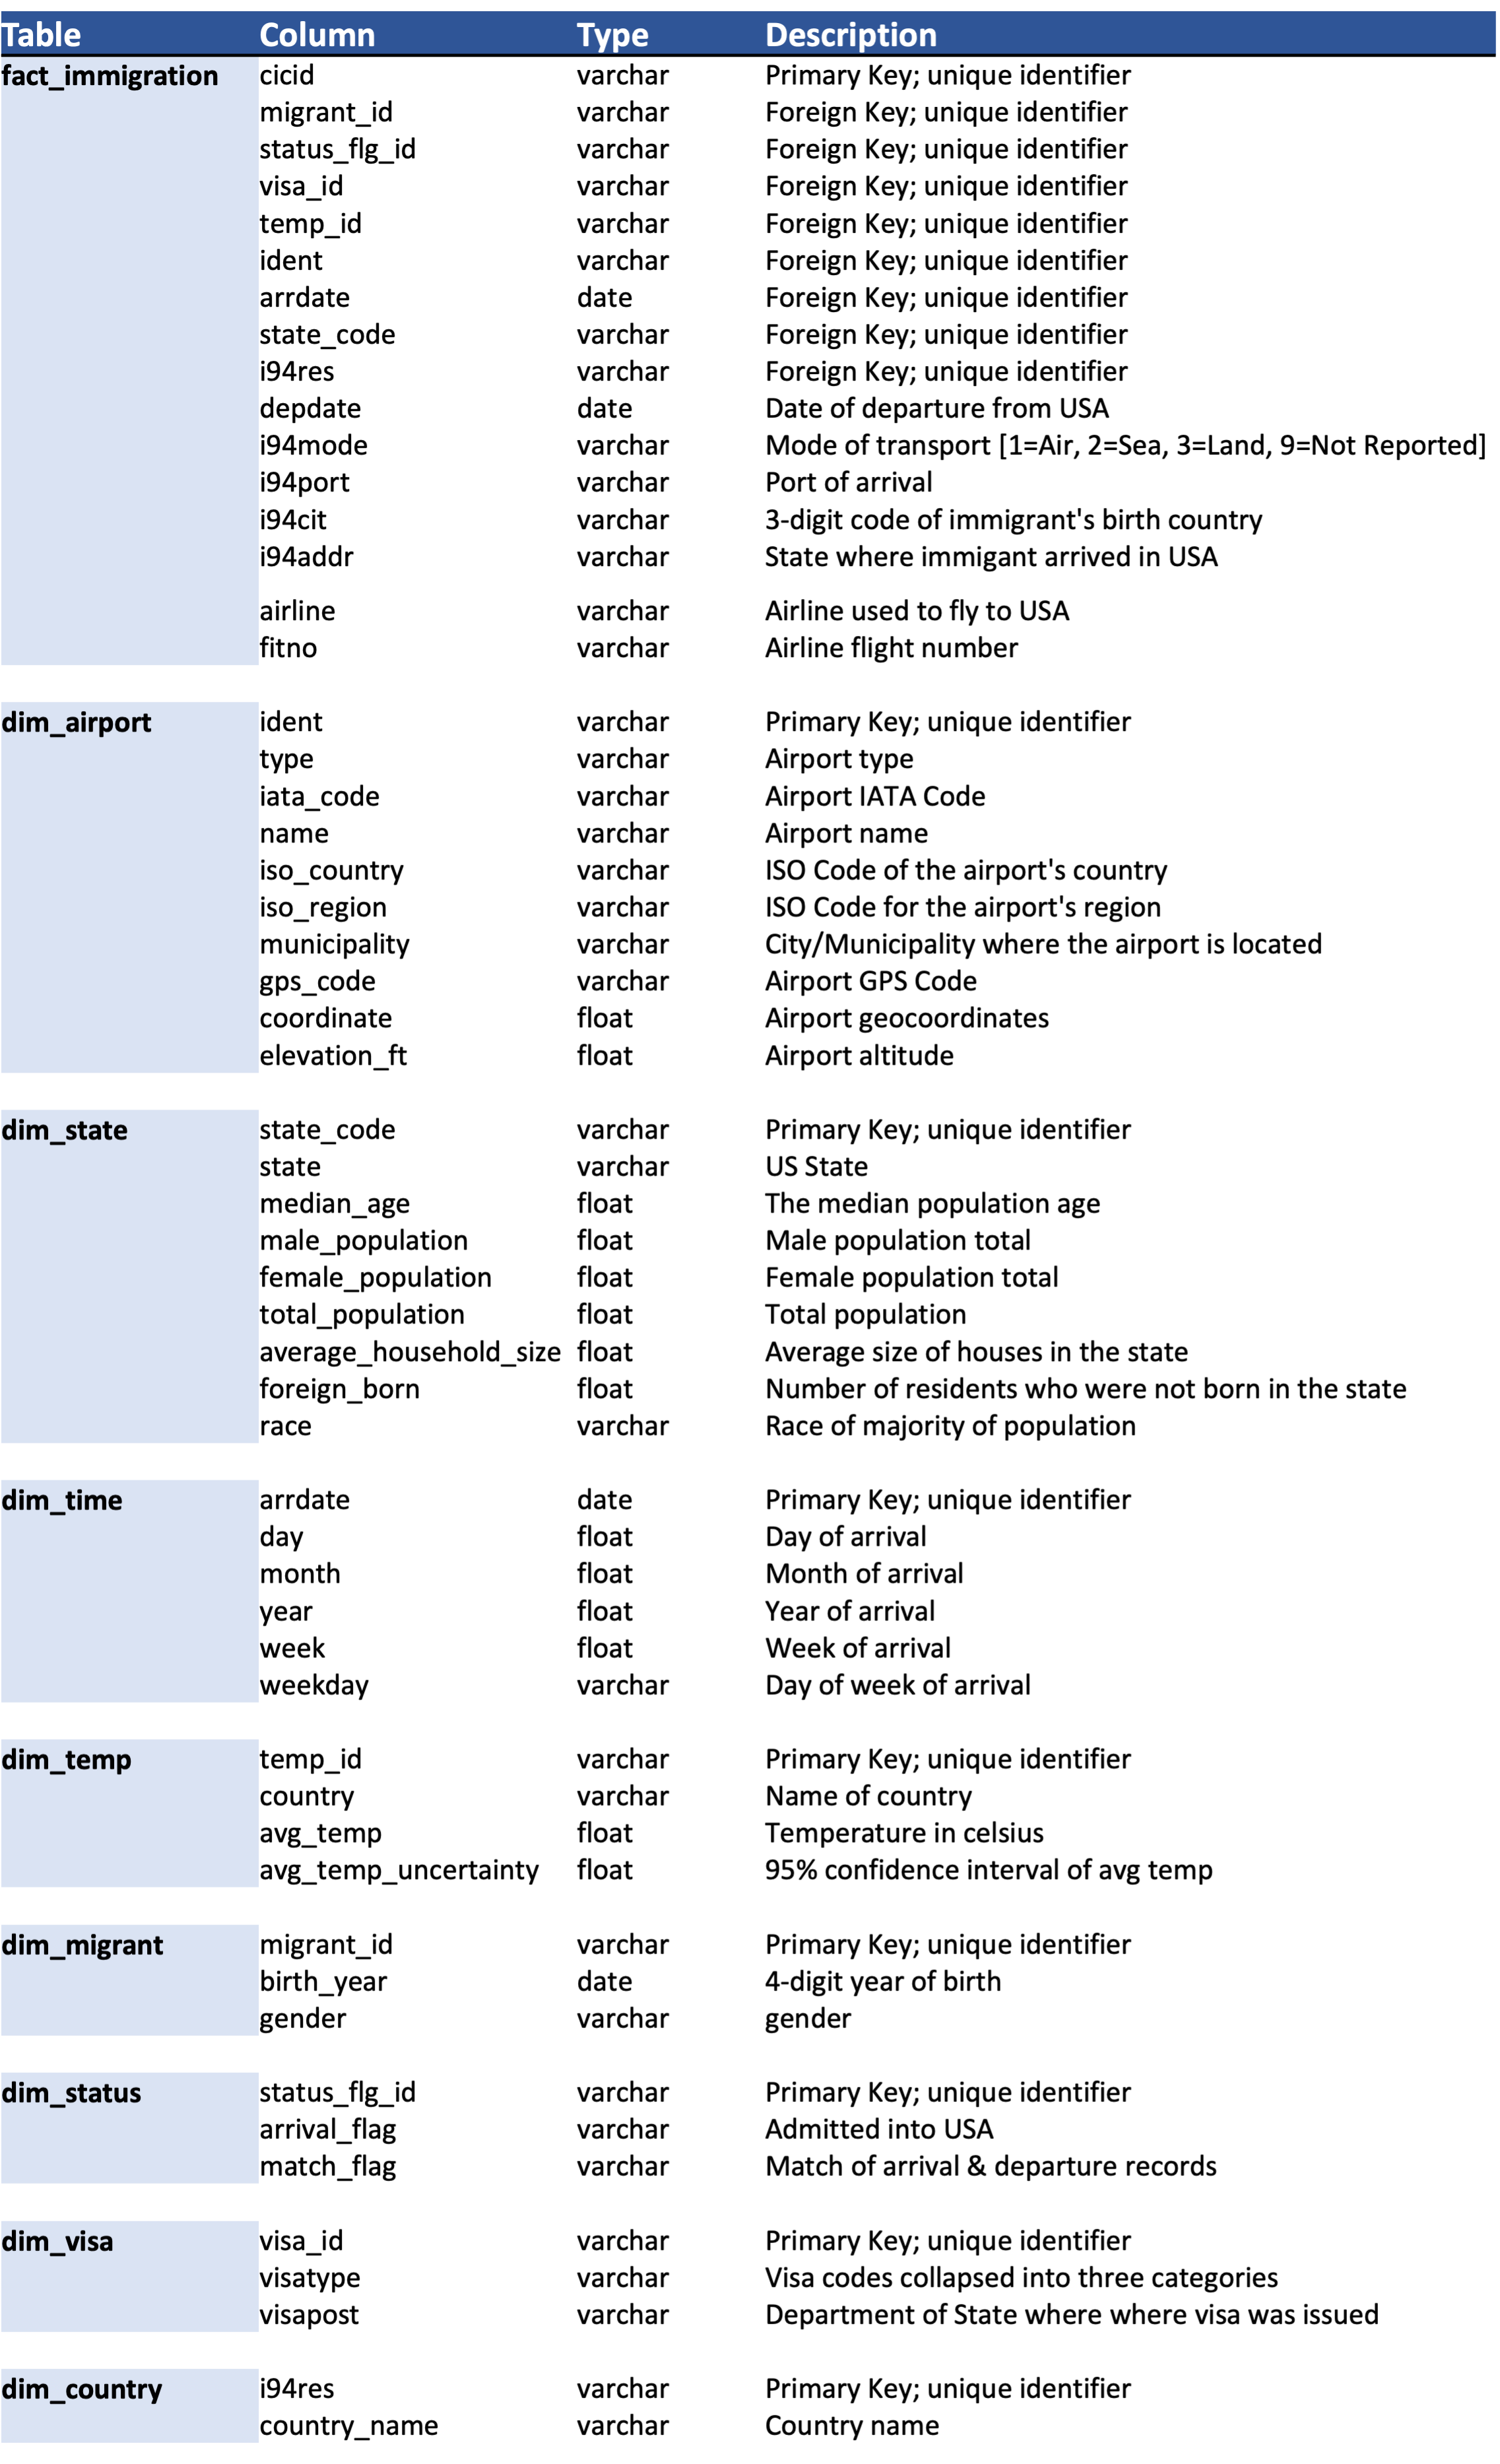 Table Column Type Description
fact_immigration cicid varchar Primary Key; unique identifier
migrant_id varchar Foreign Key; unique identifier
status_flg_id varchar Foreign Key; unique identifier
visa_id varchar Foreign Key; unique identifier
temp_id varchar Foreign Key; unique identifier
ident varchar Foreign Key; unique identifier
arrdate date Foreign Key; unique identifier
state_code varchar Foreign Key; unique identifier
i94res varchar Foreign Key; unique identifier
depdate date Date of departure from USA
i94mode varchar Mode of transport [1=Air, 2=Sea, 3=Land, 9=Not Reported]
i94port varchar Port of arrival
i94cit varchar 3-digit code of immigrant's birth country
i94addr varchar State where immigant arrived in USA
airline varchar Airline used to fly to USA
fitno varchar Airline flight number
dim_airport ident varchar Primary Key; unique identifier
type varchar Airport type
iata_code varchar Airport IATA Code
name varchar Airport name
iso_country varchar ISO Code of the airport's country
iso_region varchar ISO Code for the airport's region
municipality varchar City/Municipality where the airport is located
gps_code varchar Airport GPS Code
coordinate float Airport geocoordinates
elevation_ft float Airport altitude
dim_state state_code varchar Primary Key; unique identifier
state varchar US State
median_age float The median population age
male_population float Male population total
female_population float Female population total
total_population float Total population
average_household_size float Average size of houses in the state
foreign_born float Number of residents who were not born in the state
race varchar Race of majority of population
dim_time arrdate date Primary Key; unique identifier
day float Day of arrival
month float Month of arrival
year float Year of arrival
week float Week of arrival
weekday varchar Day of week of arrival
dim_temp temp_id varchar Primary Key; unique identifier
country varchar Name of country
avg_temp float Temperature in celsius
avg_temp_uncertainty float 95% confidence interval of avg temp
dim_migrant migrant_id varchar Primary Key; unique identifier
birth_year date 4-digit year of birth
gender varchar gender
dim_status status_flg_id varchar Primary Key; unique identifier
arrival_flag varchar Admitted into USA
match_flag varchar Match of arrival & departure records
dim_visa visa_id varchar Primary Key; unique identifier
visatype varchar Visa codes collapsed into three categories
visapost varchar Department of State where where visa was issued
dim_country i94res varchar Primary Key; unique identifier
country_name varchar Country name